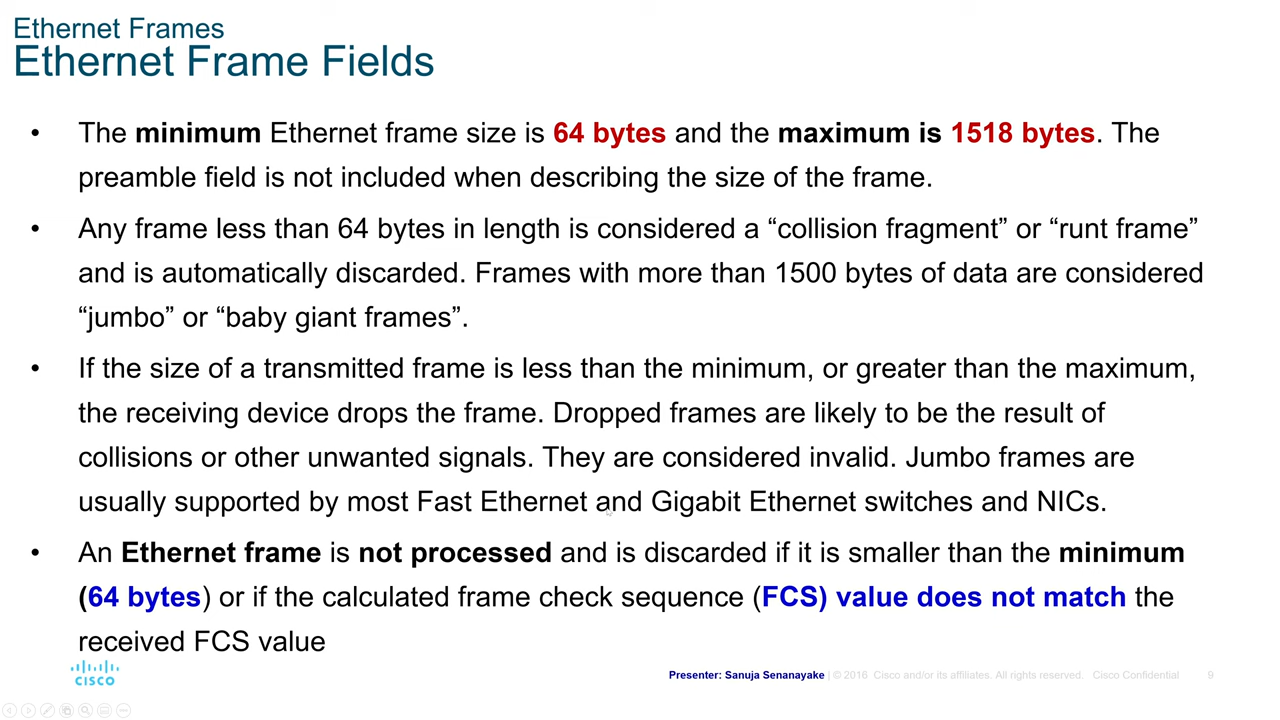 Ethernet Frames
Ethernet Frame Fields
• The minimum Ethernet frame size is 64 bytes and the maximum is 1518 bytes. The
preamble field is not included when describing the size of the frame.
• Any frame less than 64 bytes in length is considered a “collision fragment” or “runt frame”
and is automatically discarded. Frames with more than 1500 bytes of data are considered
“jumbo” or “baby giant frames”.
• If the size of a transmitted frame is less than the minimum, or greater than the maximum,
the receiving device drops the frame. Dropped frames are likely to be the result of
collisions or other unwanted signals. They are considered invalid. Jumbo frames are
usually supported by most Fast Ethernet and Gigabit Ethernet switches and NICs.
• An Ethernet frame is not processed and is discarded if it is smaller than the minimum
(64 bytes) or if the calculated frame check sequence (FCS) value does not match the
received FCS value
CISCO
Presenter: Sanuja Senanayake | © 2016 Cisco and/or its affiliates. All rights reserved. Cisco Confidential 9